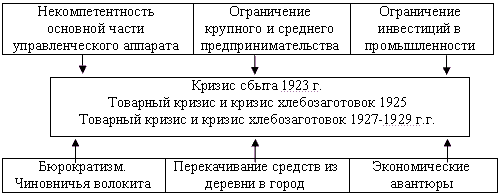 Некомпетентность
основной части
управленческого аппарата
Ограничение
крупного и среднего
предпринимательства
Ограничение
инвестиций в
промышленности
Кризис сбыта 1923 г.
Товарный кризис и кризис хлебозаготовок 1925
Товарный кризис и кризис хлебозаготовок 1927-1929 г.г.
Бюрократизм.
Чиновничья волокита
Перекачивание средств из
деревни в город
Экономические
авантюры